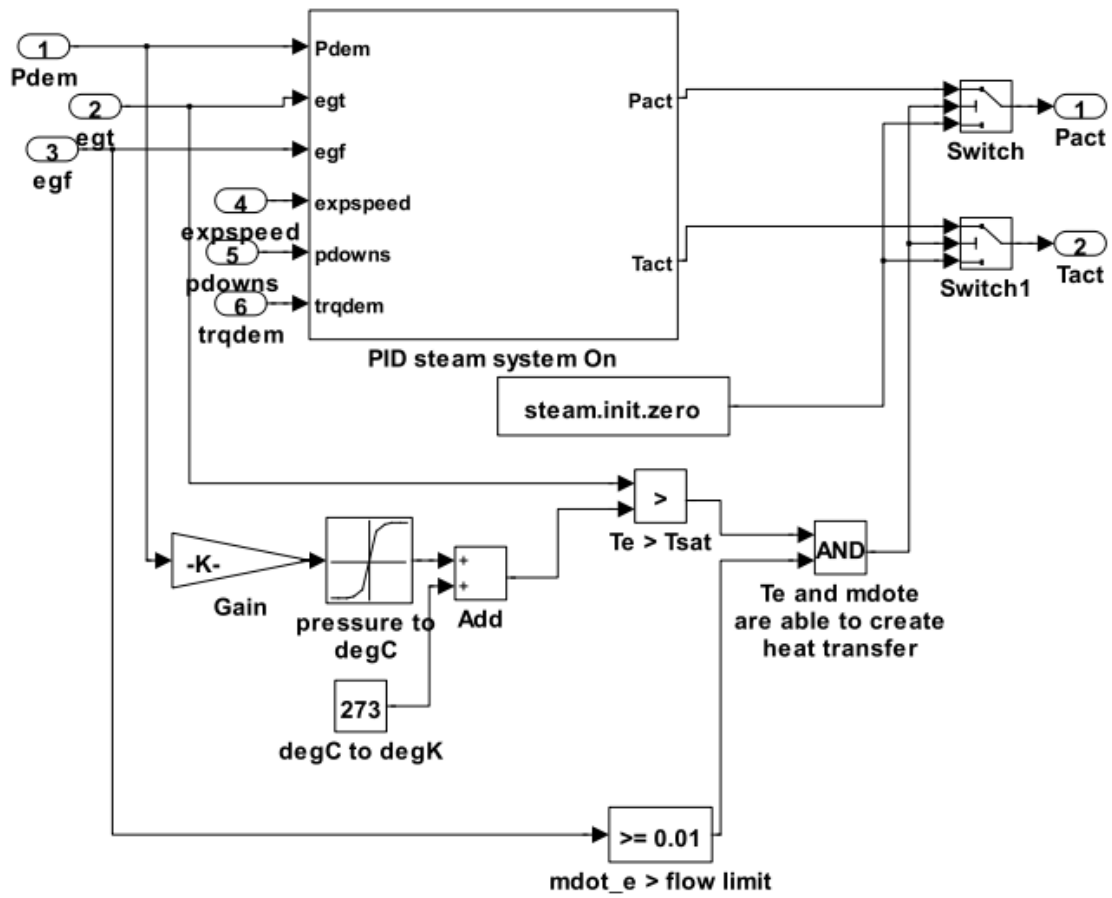 1
Pdem
2
egt
3
egf
4
expspeed
5
pdowns
6
trqdem
Pdem
egt
egf
expspeed
pdowns
trqdem
Pact
Tact
PID steam system On
Switch
1
Pact
Switch1
2
Tact
steam.init.zero
>
Te > Tsat
AND
Te and mdote
are able to create
heat transfer
-K-
Gain
pressure to
degC
+
+
Add
273
degC to degK
>= 0.01
mdot_e > flow limit